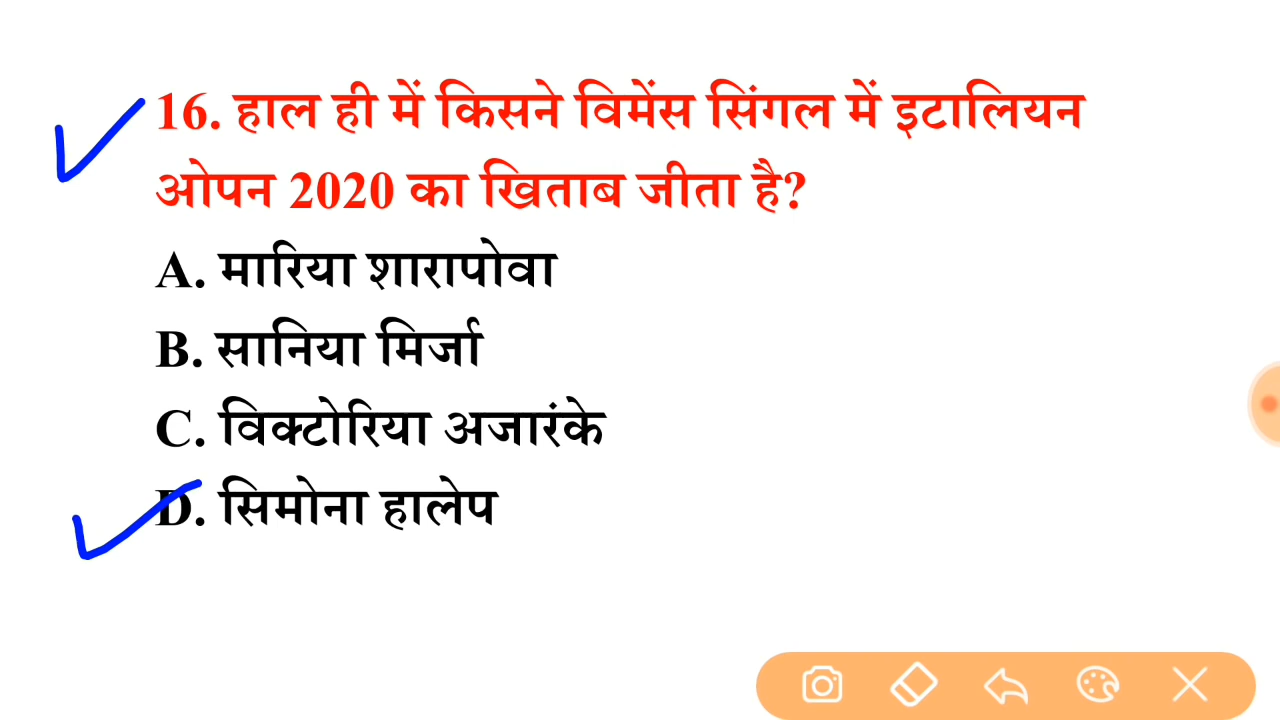 16. हाल ही में किसने विमेंस सिंगल में इटालियन
ओपन 2020 का खिताब जीता है?
A. मारिया शारापोवा
B. सानिया मिर्जा
C. विक्टोरिया अजारंके
D. सिमोना हालेप